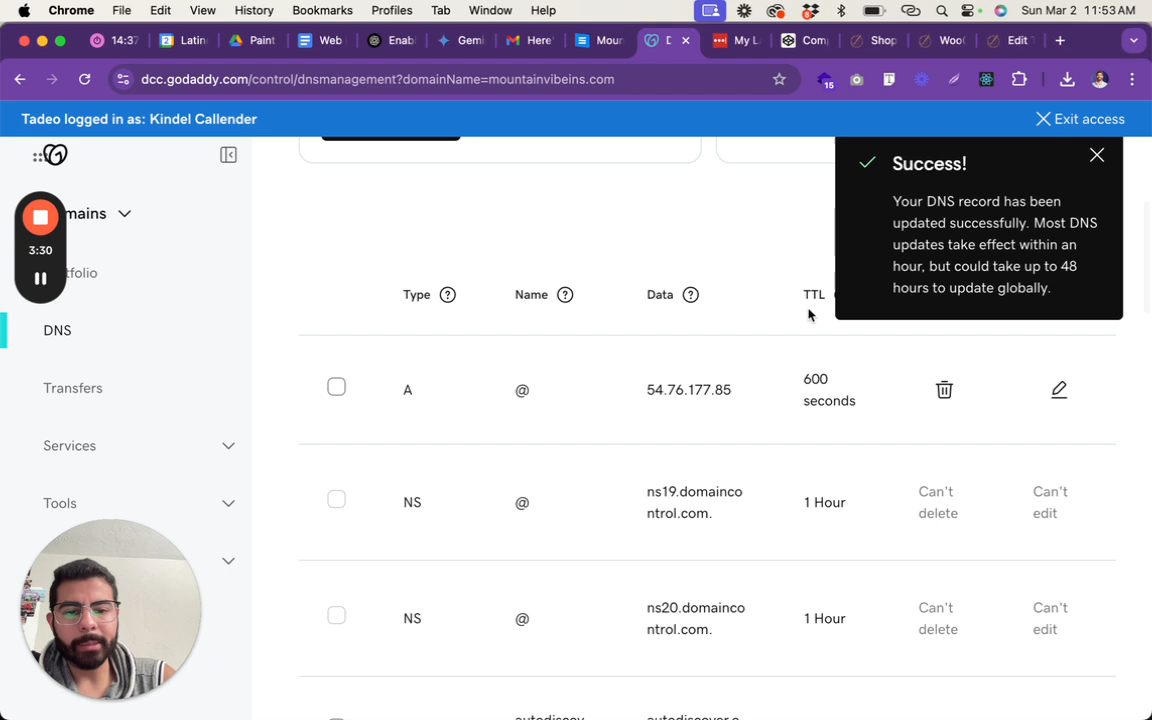 Chrome File Edit View History Bookmarks Profiles Tab Window Help Sun Mar 2 11:53 AM
14:37 Latin Paint Web Enab Gemi Here' Moun My L Comp Shop Woo Edit
dcc.godaddy.com/control/dnsmanagement?domainName=mountainvibeins.com 15
Tadeo logged in as: Kindel Callender Exit access
Success!
Your DNS record has been
updated successfully. Most DNS
updates take effect within an
hour, but could take up to 48
hours to update globally.
mains
3:30
tfolio
DNS
Transfers
Services
Tools
Type ? Name ? Data ? TTL
A @ 54.76.177.85 600
seconds
NS @ ns19.domainco
ntrol.com. 1 Hour Can't
delete Can't
edit
NS @ ns20.domainco
ntrol.com. 1 Hour Can't
delete Can't
edit